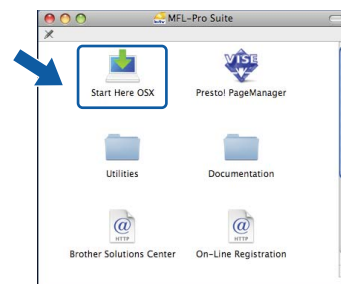 MFL-Pro Suite
VISE
Start Here OSX
Presto! PageManager
Utilities
Documentation
@
HTTP
@
HTTP
Brother Solutions Center
On-Line Registration